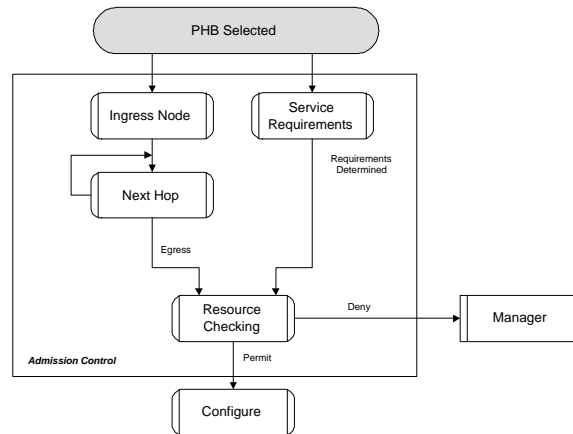 PHB Selected
Ingress Node
Service
Requirements
Requirements
Determined
Next Hop
Egress
Resource
Checking
Deny
Manager
Admission Control
Permit
Configure